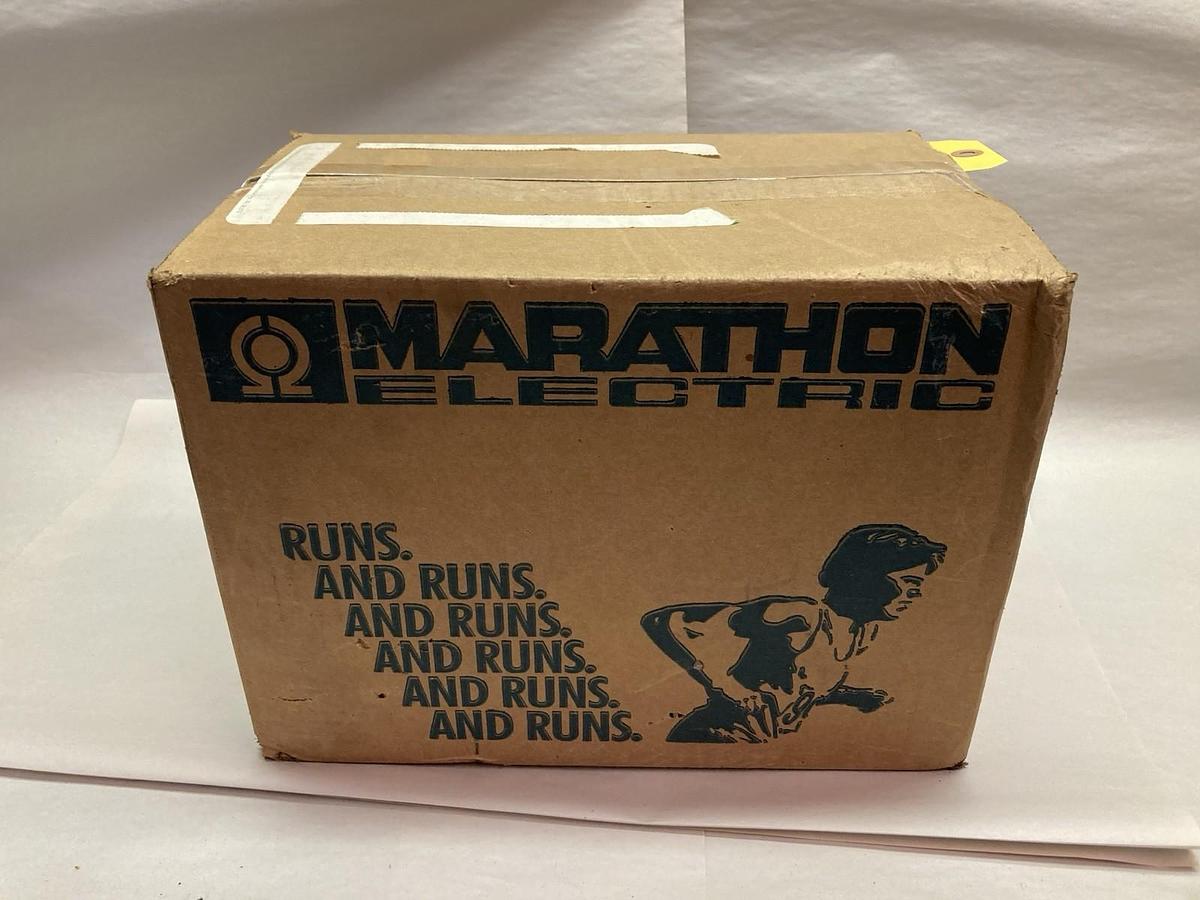 MARATHON
ELECTRIC
RUNS.
AND RUNS.
AND RUNS.
AND RUNS.
AND RUNS.
AND RUNS.